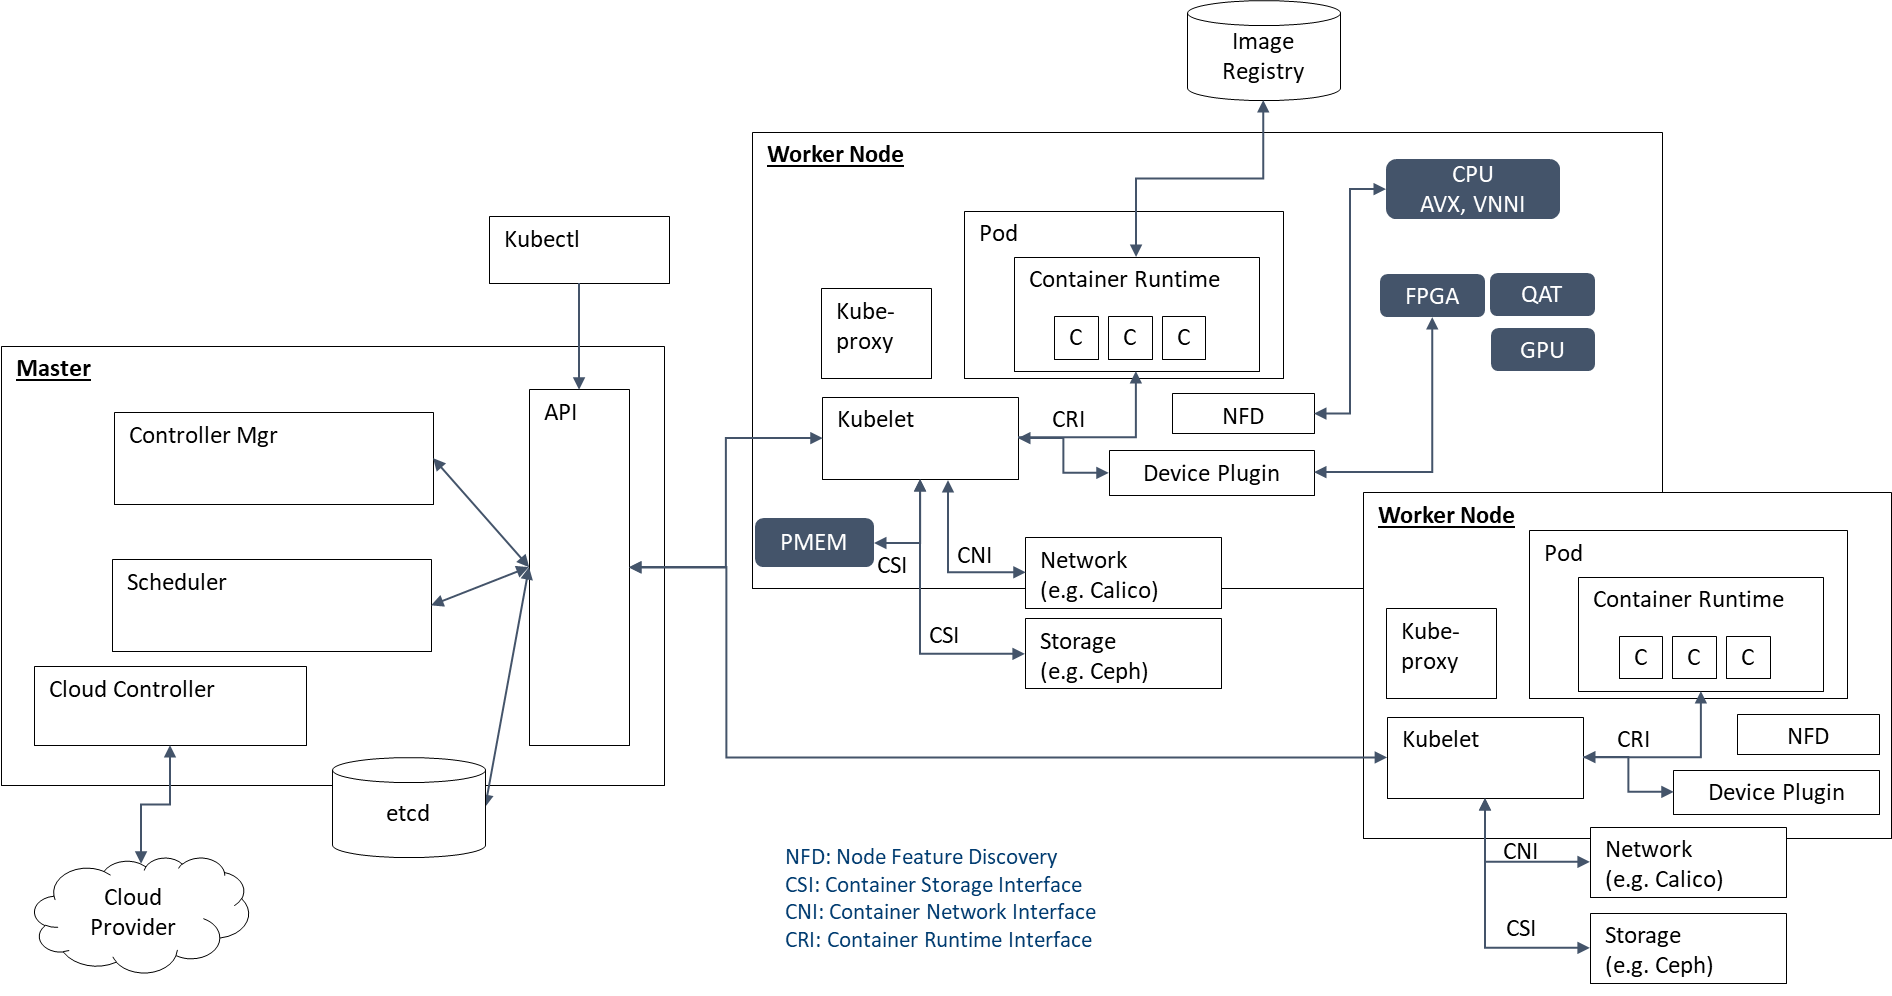 Image
Registry
Worker Node
CPU
AVX, VNNI
Pod
Kubectl
Container Runtime
FPGA
QAT
Kube-
proxy
C
C
C
GPU
Master
API
Kubelet
CRI
NFD
Controller Mgr
Device Plugin
PMEM
CSI
CNI
Network
(e.g. Calico)
Scheduler
CSI
Storage
(e.g. Ceph)
Cloud Controller
etcd
Cloud
Provider
Worker Node
Pod
Container Runtime
Kube-
proxy
C
C
C
Kubelet
CRI
NFD
Device Plugin
CNI
Network
(e.g. Calico)
CSI
Storage
(e.g. Ceph)
NFD: Node Feature Discovery
CSI: Container Storage Interface
CNI: Container Network Interface
CRI: Container Runtime Interface